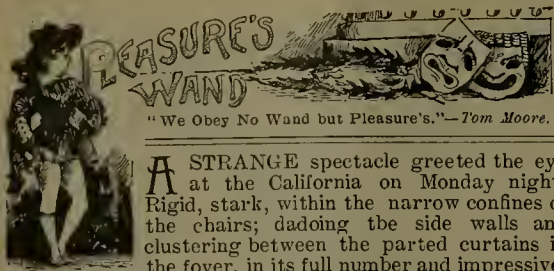 PLEASURE'S
WAND
"We Obey No Wand but Pleasure's."—Tom Moore.
A STRANGE spectacle greeted the ey
at the California on Monday nigh
Rigid, stark, within the narrow confines o
the chairs; dadoing tbe side walls an
clustering between the parted curtains i
the foyer, in its full number and impressiv